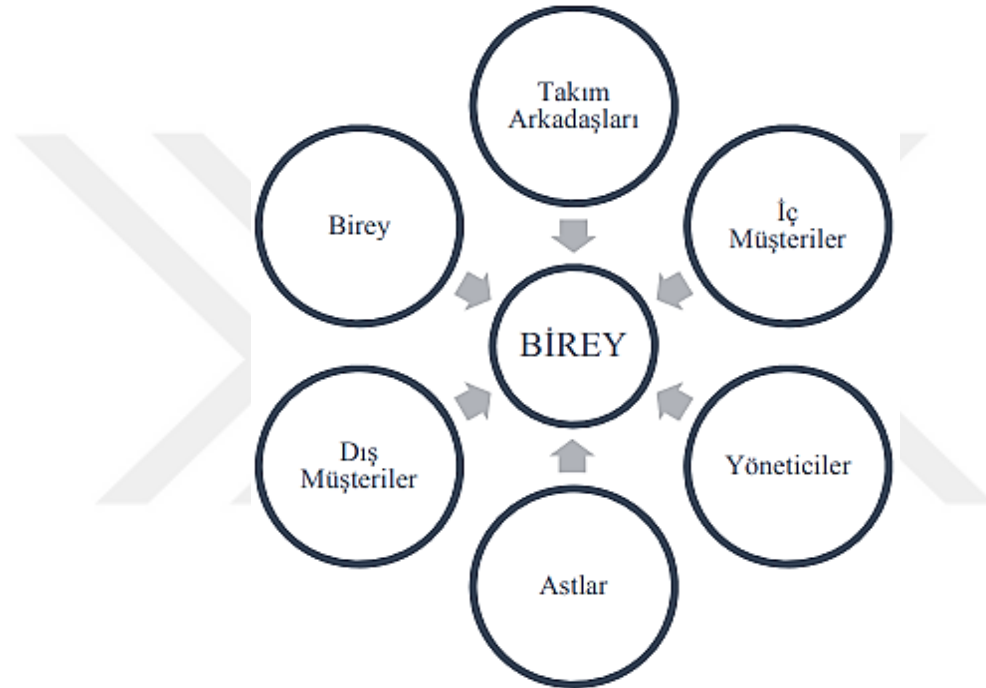 Takım
Arkadaşları
Birey
İç
Müşteriler
BİREY
Dış
Müşteriler
Yöneticiler
Astlar